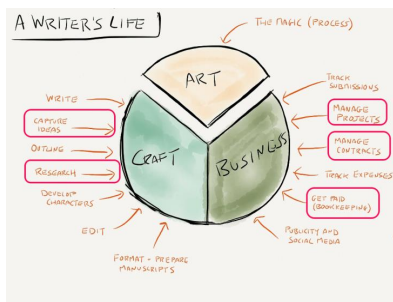 A WRITER'S LIFE
THE MAGIC (PROCESS)
ART
WRITE
CAPTURE
IDEAS
OUTLINE
RESEARCH
DEVELOP
CHARACTERS
EDIT
FORMAT - PREPARE
MANUSCRIPTS
CRAFT
BUSINESS
TRACK
SUBMISSIONS
MANAGE
PROJECTS
MANAGE
CONTRACTS
TRACK EXPENSES
GET PAID
(BOOKKEEPING)
PUBLICITY AND
SOCIAL MEDIA